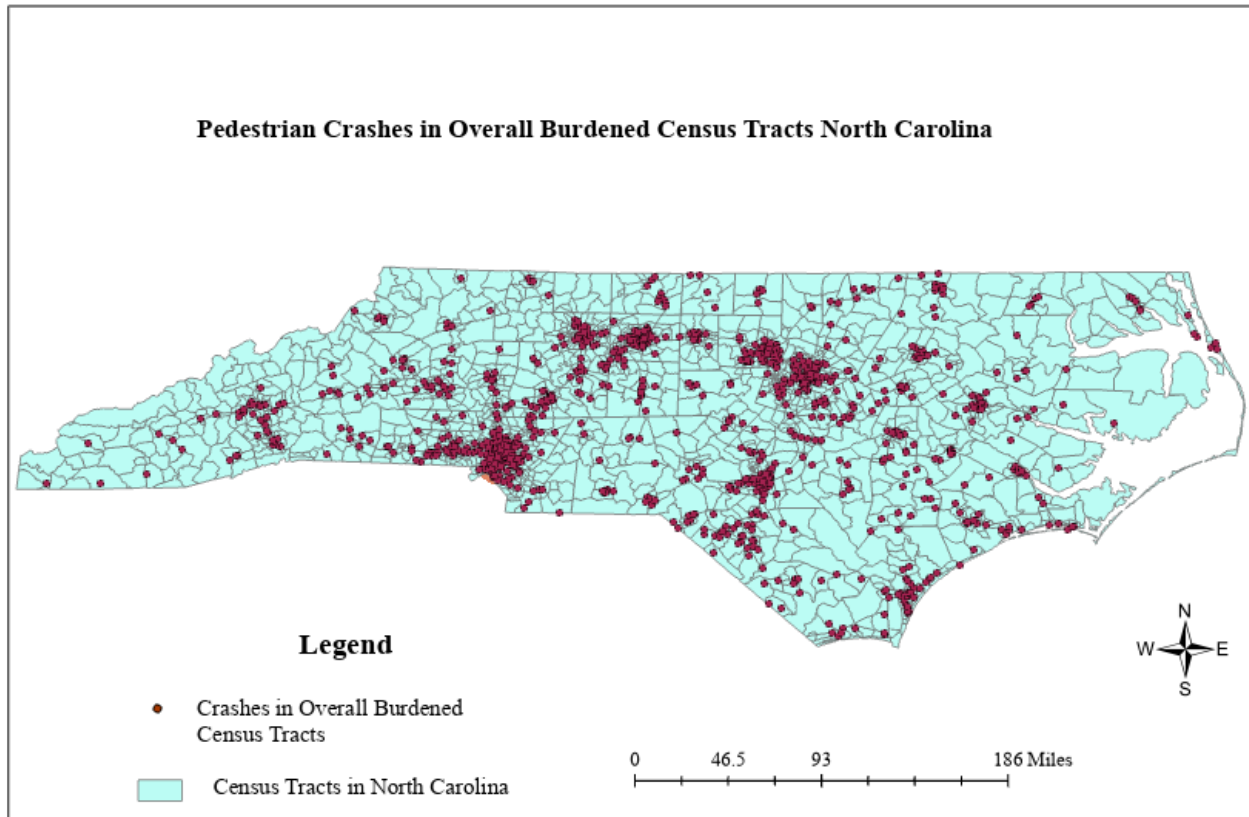 Pedestrian Crashes in Overall Burdened Census Tracts North Carolina
N
W E
S
Legend
Crashes in Overall Burdened
Census Tracts
Census Tracts in North Carolina
0 46.5 93 186 Miles